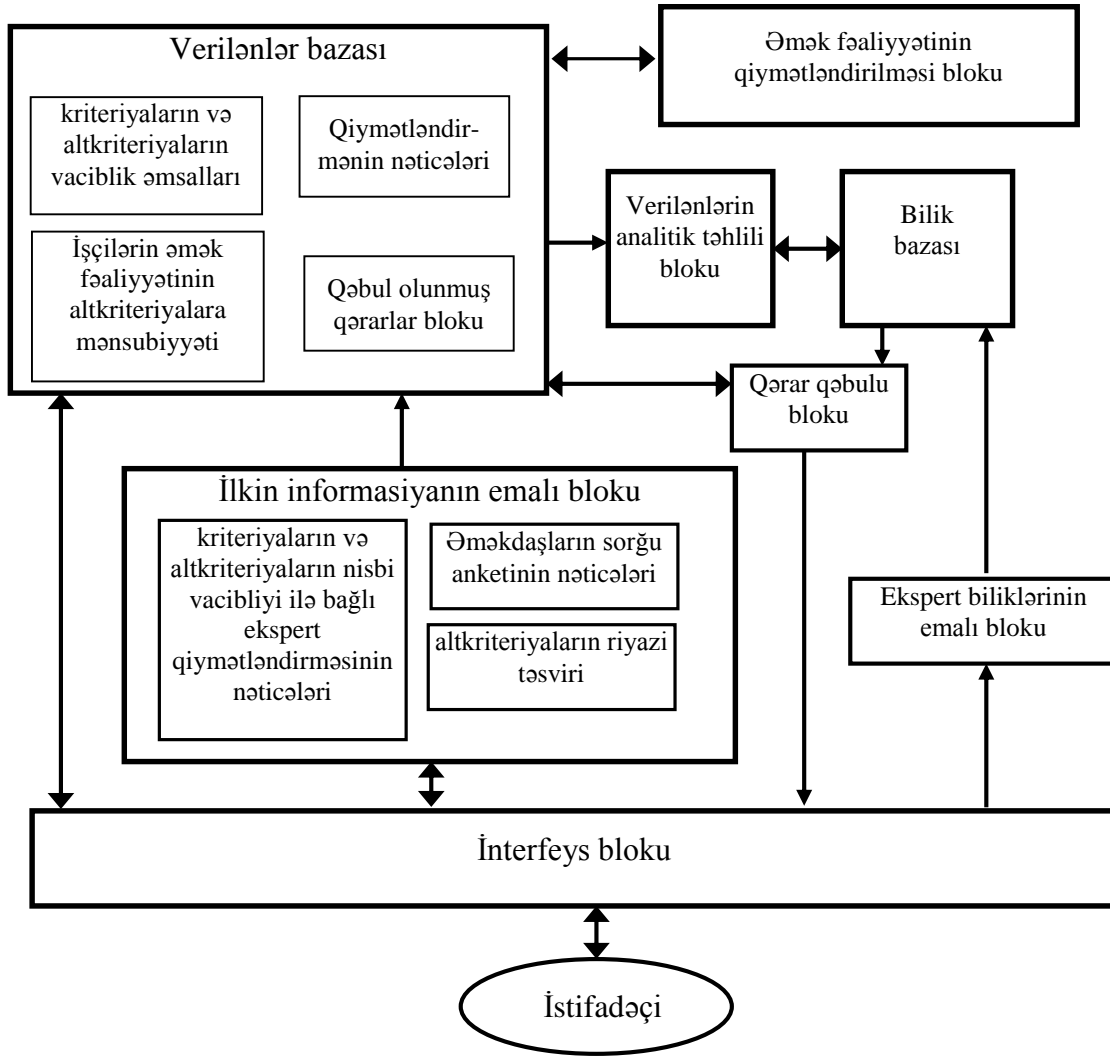 Verilənlər bazası
kriteriyaların və
altkriteriyaların
vaciblik əmsalları
Qiymətləndir-
mənin nəticələri
İşçilərin əmək
fəaliyyətinin
altkriteriyalara
mənsubiyyəti
Qəbul olunmuş
qərarlar bloku
Əmək fəaliyyətinin
qiymətləndirilməsi bloku
Verilənlərin
analitik təhlili
bloku
Bilik
bazası
Qərar qəbulu
bloku
İlkin informasiyanın emalı bloku
kriteriyaların və
altkriteriyaların nisbi
vacibliyi ilə bağlı
ekspert
qiymətləndirməsinin
nəticələri
Əməkdaşların sorğu
anketinin nəticələri
altkriteriyaların riyazi
təsviri
Ekspert biliklərinin
emalı bloku
İnterfeys bloku
İstifadəçi